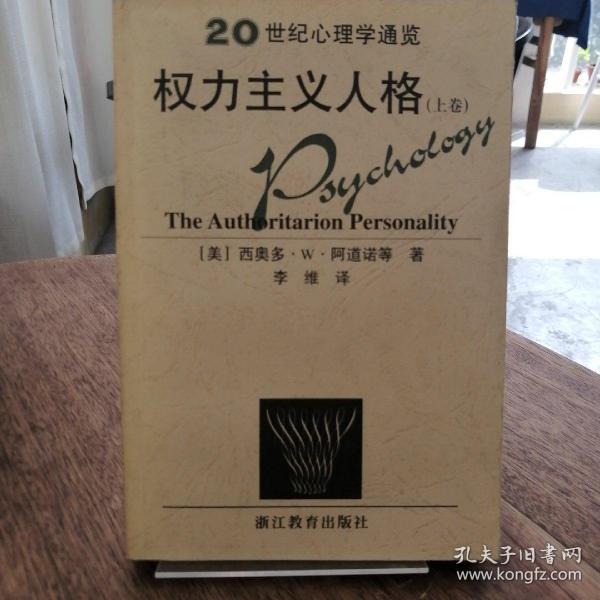 20世纪心理学通览
权力主义人格(上卷)
Psychology
The Authoritarion Personality
[美] 西奥多·W·阿道诺等 著
李维 译
浙江教育出版社
孔夫子旧书网
www.kongfz.com